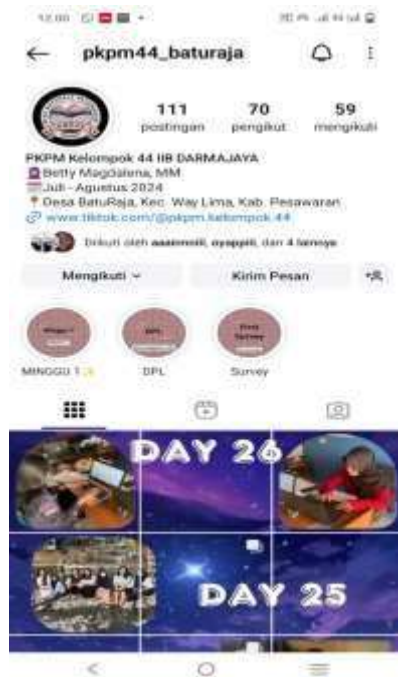 12.00
pkpm44_baturaja
111 70 59
postingan pengikut mengikuti
PKPM Kelompok 44 IIB DARMAJAYA
Betty Magdalena, MM
Juli - Agustus 2024
Desa BatuRaja, Kec. Way Lima, Kab. Pesawaran
www.tiktok.com/@pkpm.kelompok.44
Diikuti oleh dan 4 lainnya
Mengikuti Kirim Pesan
MINGGU 1 DPL Survey
DAY 26
DAY 25